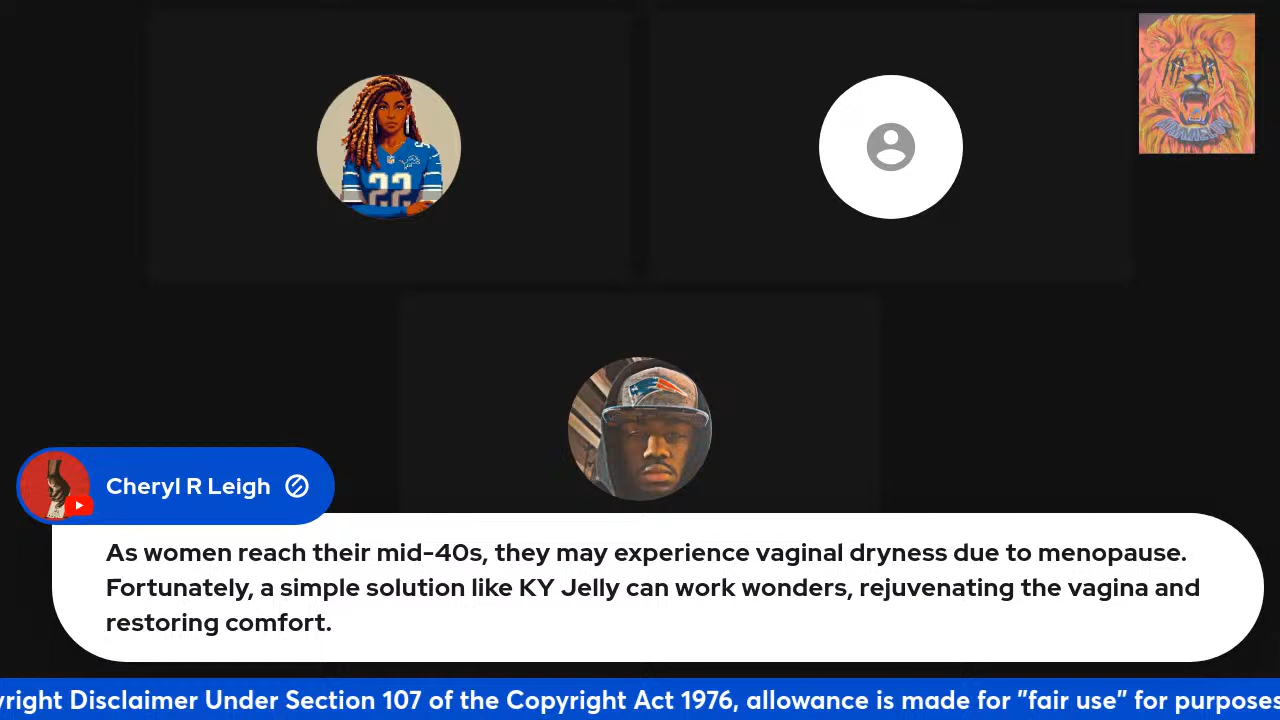 22
Cheryl R Leigh
As women reach their mid-40s, they may experience vaginal dryness due to menopause.
Fortunately, a simple solution like KY Jelly can work wonders, rejuvenating the vagina and
restoring comfort.
yright Disclaimer Under Section 107 of the Copyright Act 1976, allowance is made for "fair use" for purposes